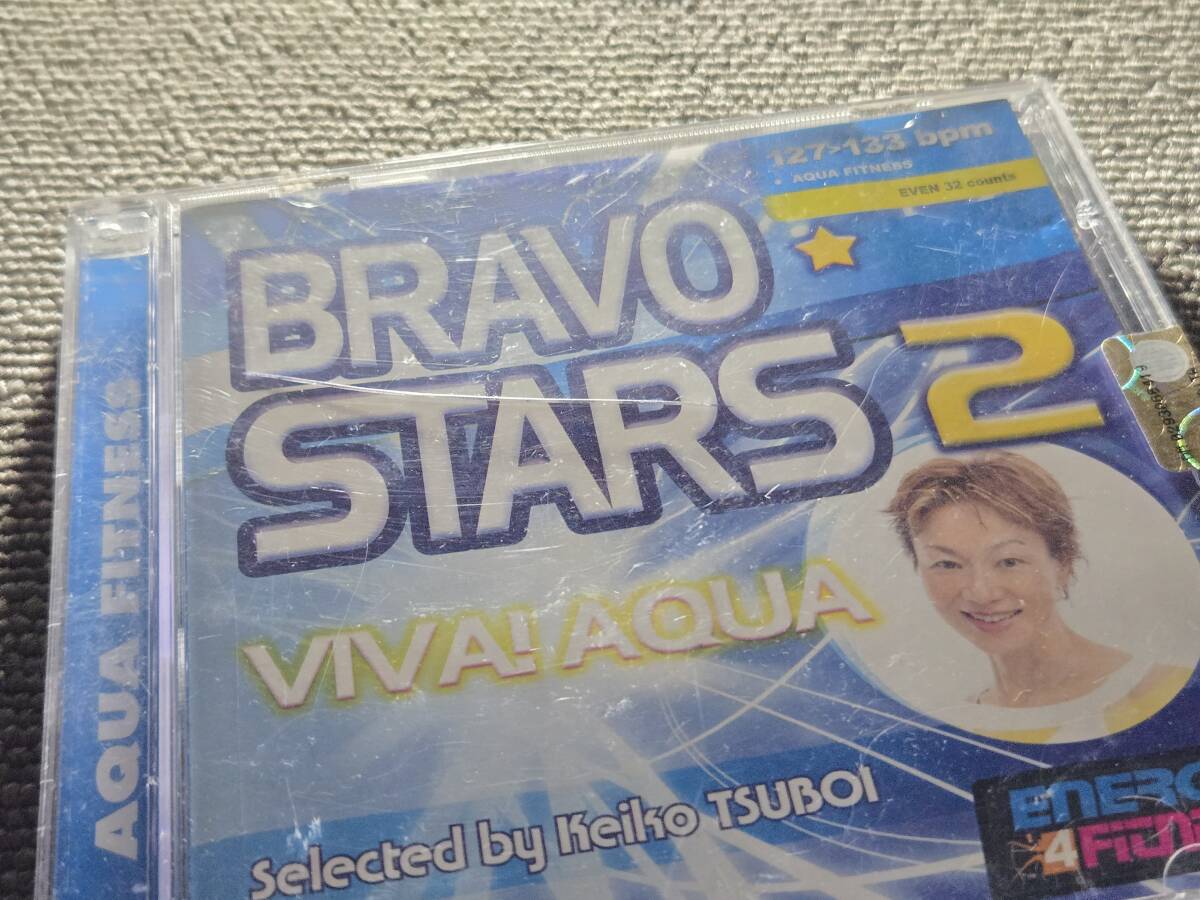 127>133 bpm
• AQUA FITNESS
EVEN 32 counts
BRAVO
STARS 2
VIVA! AQUA
Selected by Keiko TSUBOI
4
AQUA FITNESS